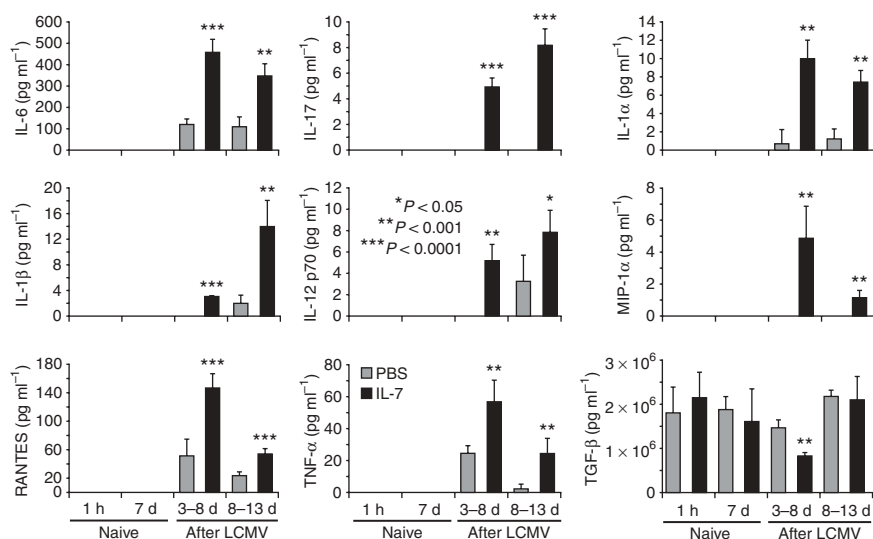 IL-6 (pg ml⁻¹)
600
500
400
300
200
100
0
***
**
IL-17 (pg ml⁻¹)
10
8
6
4
2
0
***
***
IL-1α (pg ml⁻¹)
14
12
10
8
6
4
2
0
**
**
IL-1β (pg ml⁻¹)
20
16
12
8
4
0
***
**
IL-12 p70 (pg ml⁻¹)
12
10
8
6
4
2
0
*P < 0.05
**P < 0.001
***P < 0.0001
**
*
MIP-1α (pg ml⁻¹)
8
6
4
2
0
**
**
RANTES (pg ml⁻¹)
180
140
100
60
20
0
***
***
1 h 7 d 3–8 d 8–13 d
Naive After LCMV
TNF-α (pg ml⁻¹)
80
60
40
20
0
PBS
IL-7
**
**
1 h 7 d 3–8 d 8–13 d
Naive After LCMV
TGF-β (pg ml⁻¹)
3 × 10⁶
2 × 10⁶
1 × 10⁶
0
**
1 h 7 d 3–8 d 8–13 d
Naive After LCMV